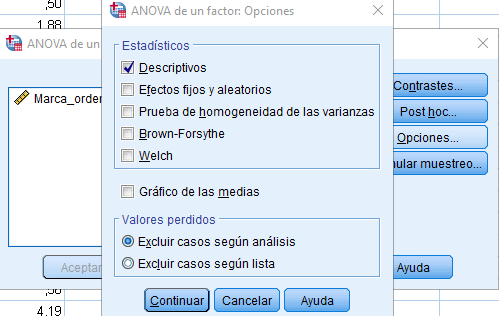 ,50
1,88
ANOVA de un factor: Opciones
ANOVA de un
Estadísticos
Descriptivos
Efectos fijos y aleatorios
Prueba de homogeneidad de las varianzas
Brown-Forsythe
Welch
Gráfico de las medias
Valores perdidos
Excluir casos según análisis
Excluir casos según lista
Continuar
Cancelar
Ayuda
Marca_orde
Contrastes...
Post hoc...
Opciones...
ular muestreo...
Aceptar
Ayuda
4,19